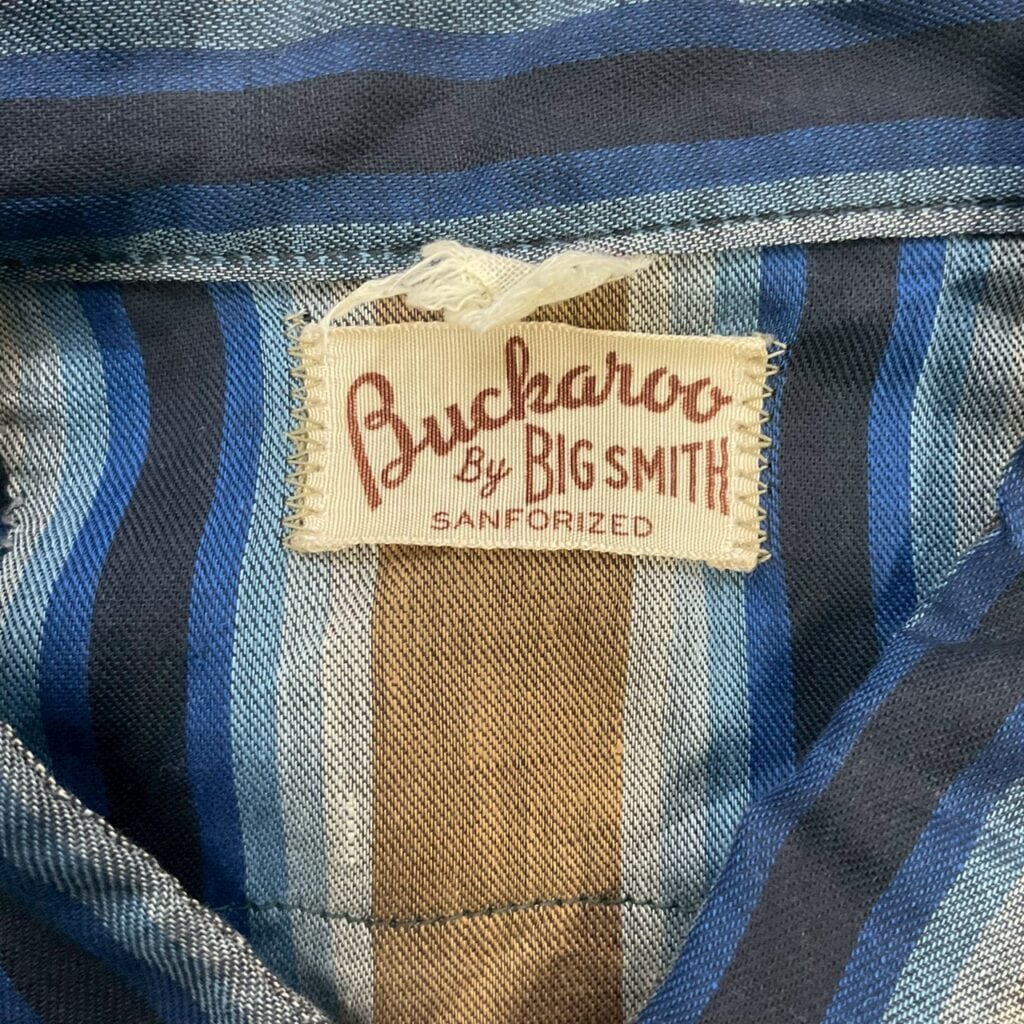 Buckaroo
By BIG SMITH
SANFORIZED